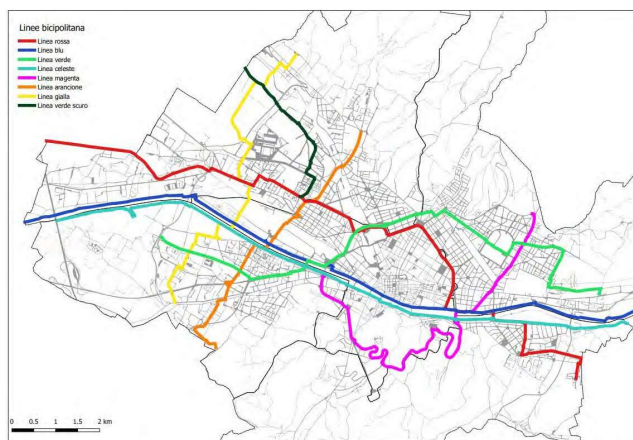 Linee bicipolitana
Linea rossa
Linea blu
Linea verde
Linea celeste
Linea magenta
Linea arancione
Linea gialla
Linea verde scuro
0 0.5 1 1.5 2 km